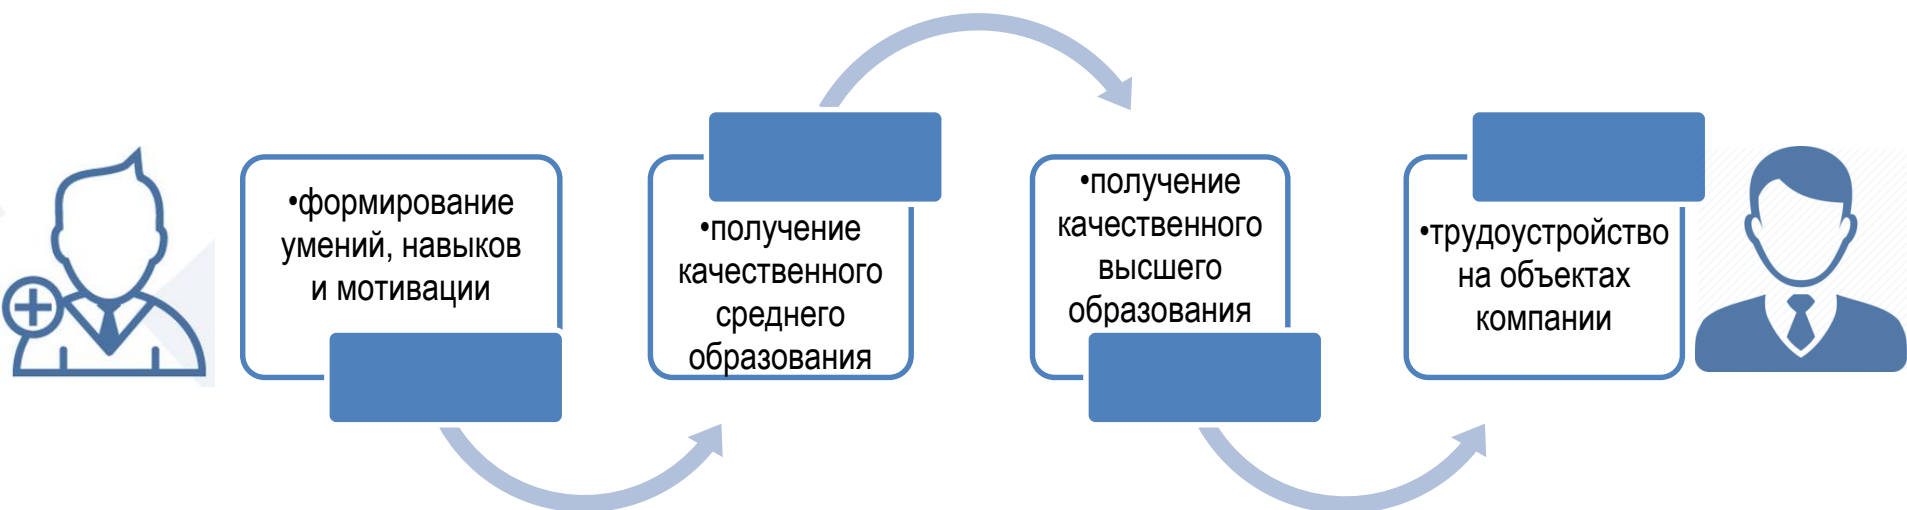 •формирование
умений, навыков
и мотивации
•получение
качественного
среднего
образования
•получение
качественного
высшего
образования
•трудоустройство
на объектах
компании